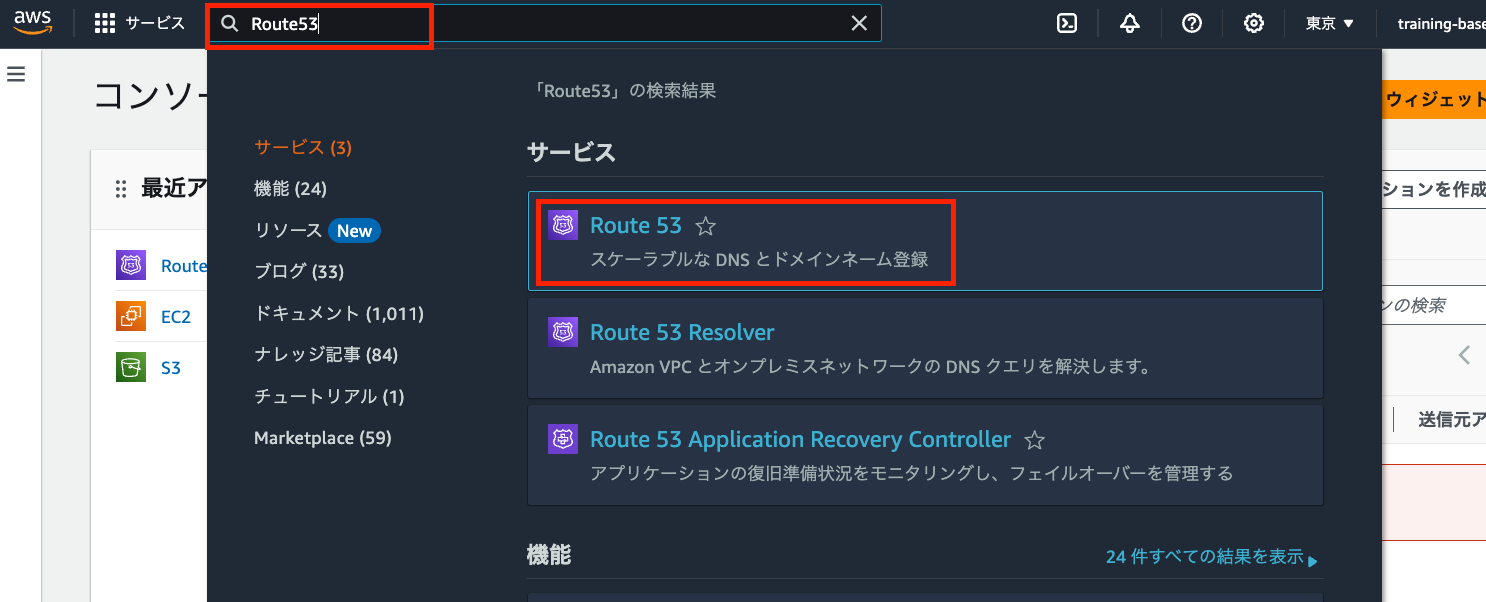 aws
サービス
Route53
東京 ▼
training-base
コンソー
ウィジェット
「Route53」の検索結果
サービス (3)
機能 (24)
リソース New
ブログ (33)
ドキュメント (1,011)
ナレッジ記事 (84)
チュートリアル (1)
Marketplace (59)
最近ア
Route
EC2
S3
サービス
Route 53
スケーラブルな DNS とドメインネーム登録
Route 53 Resolver
Amazon VPC とオンプレミスネットワークの DNS クエリを解決します。
Route 53 Application Recovery Controller
アプリケーションの復旧準備状況をモニタリングし、フェイルオーバーを管理する
機能
24 件すべての結果を表示
ションを作成
ンの検索
送信元ア